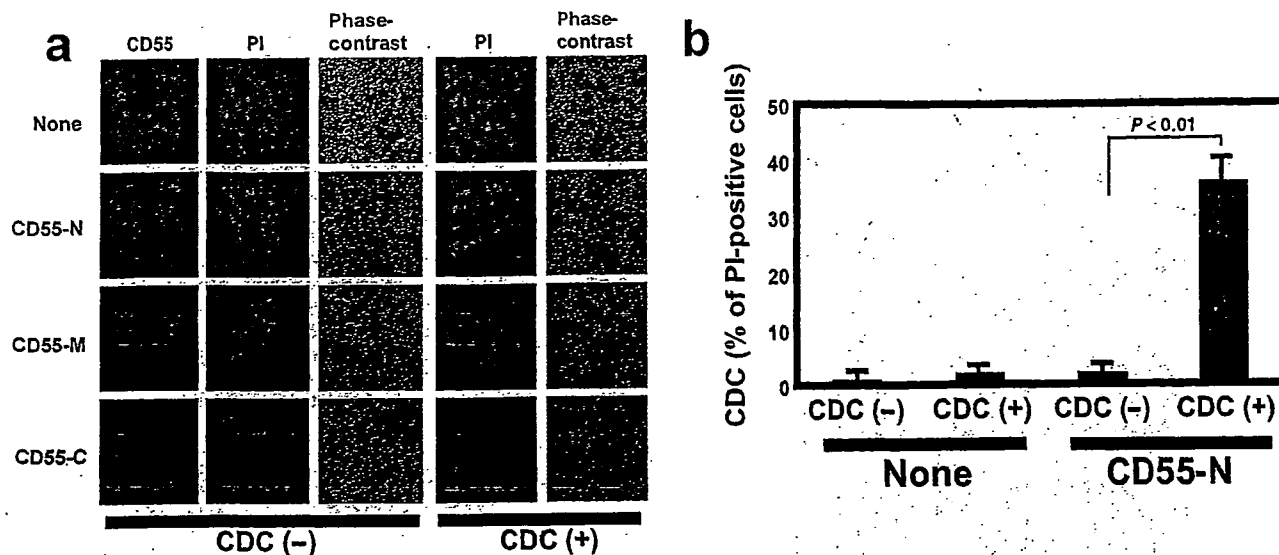 a
CD55
PI
Phase-
contrast
PI
Phase-
contrast
None
CD55-N
CD55-M
CD55-C
CDC (–)
CDC (+)
b
CDC (% of PI-positive cells)
50
40
30
20
10
0
P < 0.01
CDC (–)
CDC (+)
CDC (–)
CDC (+)
None
CD55-N